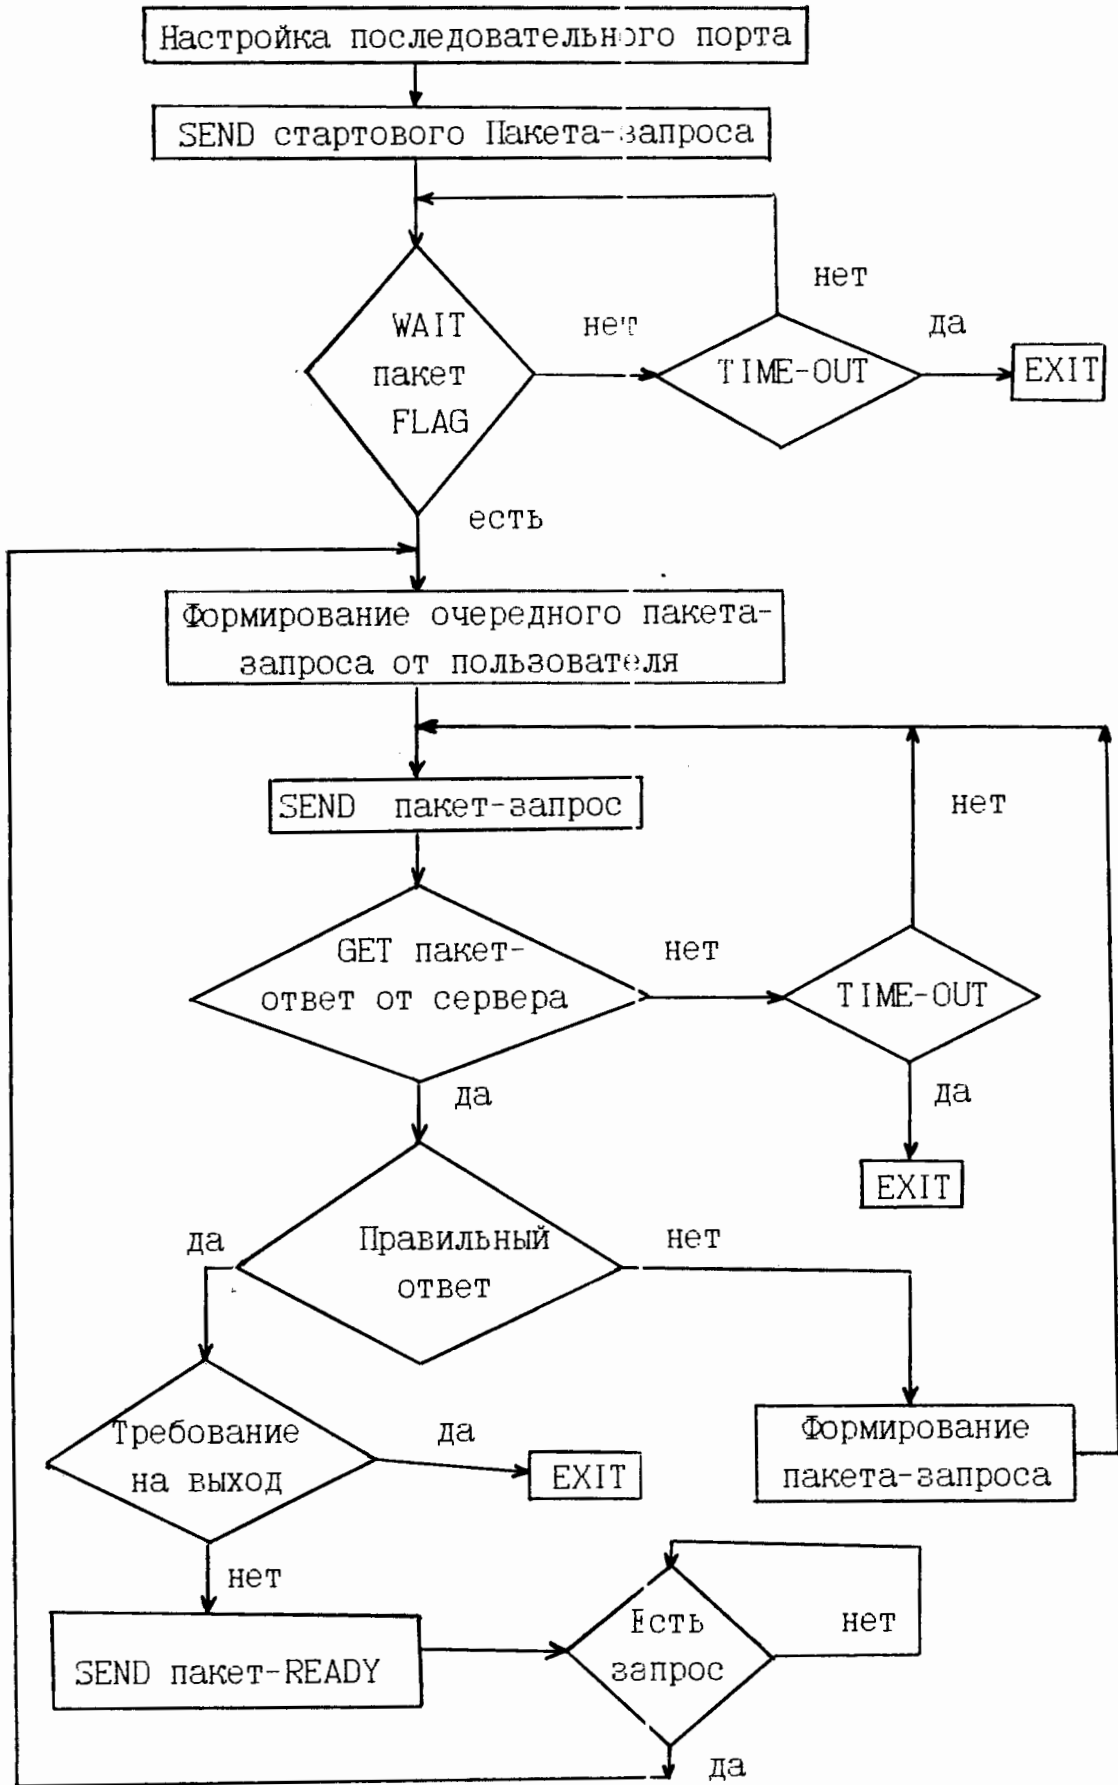 Настройка последовательного порта
SEND стартового Пакета-запроса
нет
WAIT
пакет
FLAG
нет
TIME-OUT
да
EXIT
есть
Формирование очередного пакета-
запроса от пользователя
SEND пакет-запрос
нет
GET пакет-
ответ от сервера
нет
TIME-OUT
да
да
EXIT
да
Правильный
ответ
нет
Требование
на выход
да
EXIT
Формирование
пакета-запроса
нет
SEND пакет-READY
Есть
запрос
нет
да